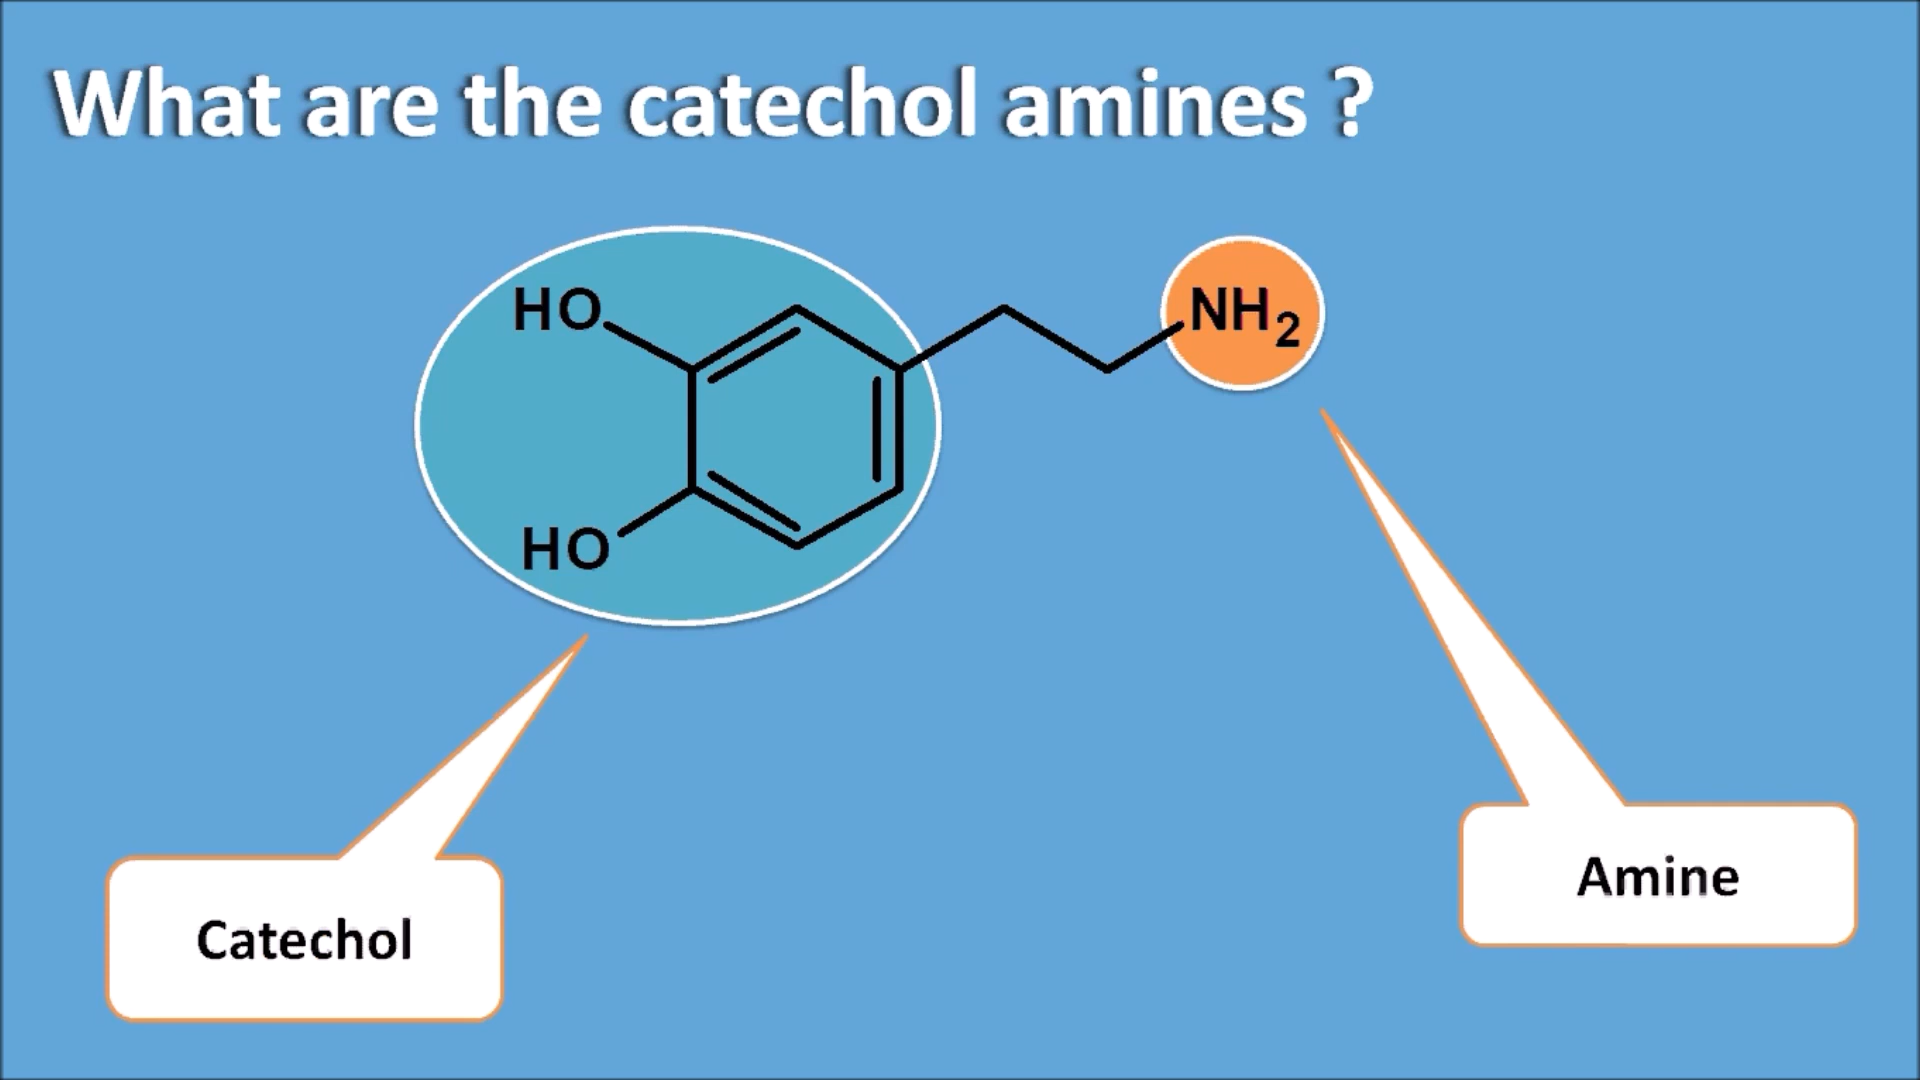 What are the catechol amines ?
HO
NH2
HO
Catechol
Amine